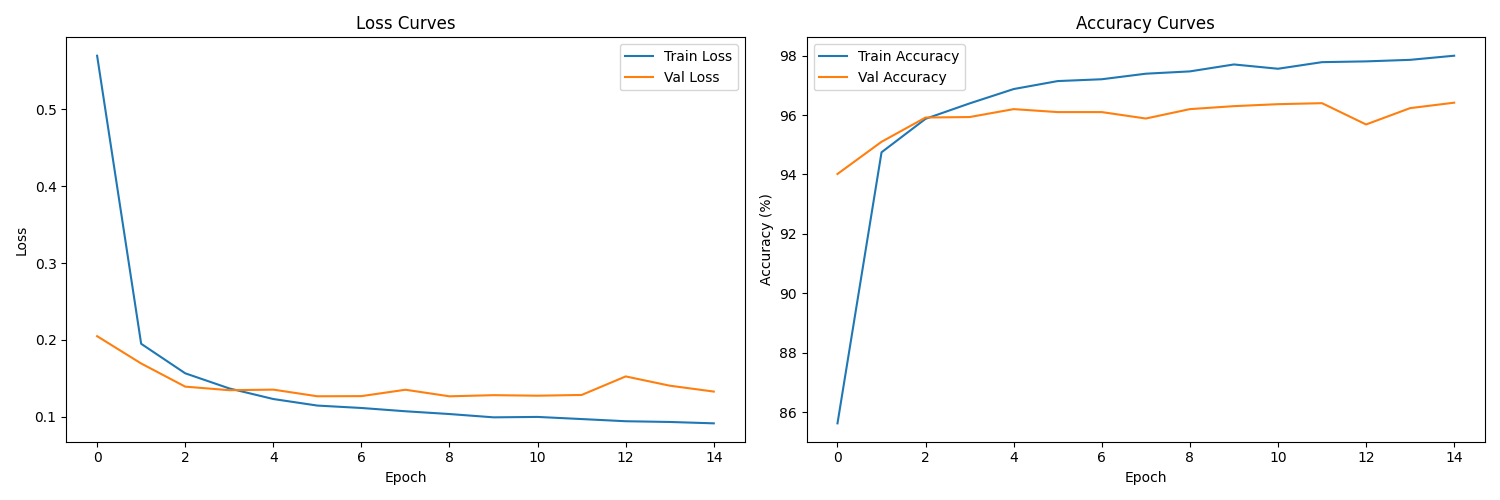 Loss Curves
Train Loss
Val Loss
0.5
0.4
0.3
0.2
0.1
Loss
0 2 4 6 8 10 12 14
Epoch
Accuracy Curves
Train Accuracy
Val Accuracy
98
96
94
92
90
88
86
Accuracy (%)
0 2 4 6 8 10 12 14
Epoch